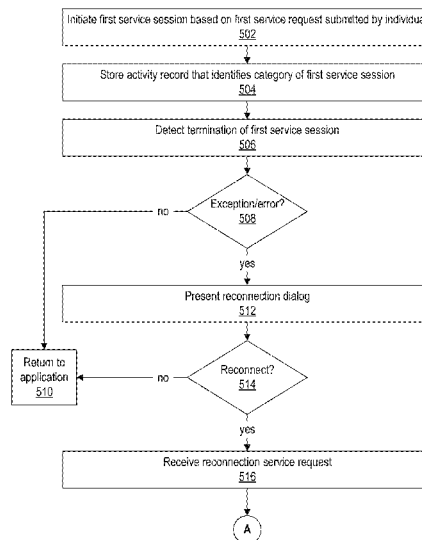 Initiate first service session based on first service request submitted by individual
502
Store activity record that identifies category of first service session
504
Detect termination of first service session
506
Exception/error?
508
no
yes
Present reconnection dialog
512
Return to
application
510
Reconnect?
514
no
yes
Receive reconnection service request
516
A